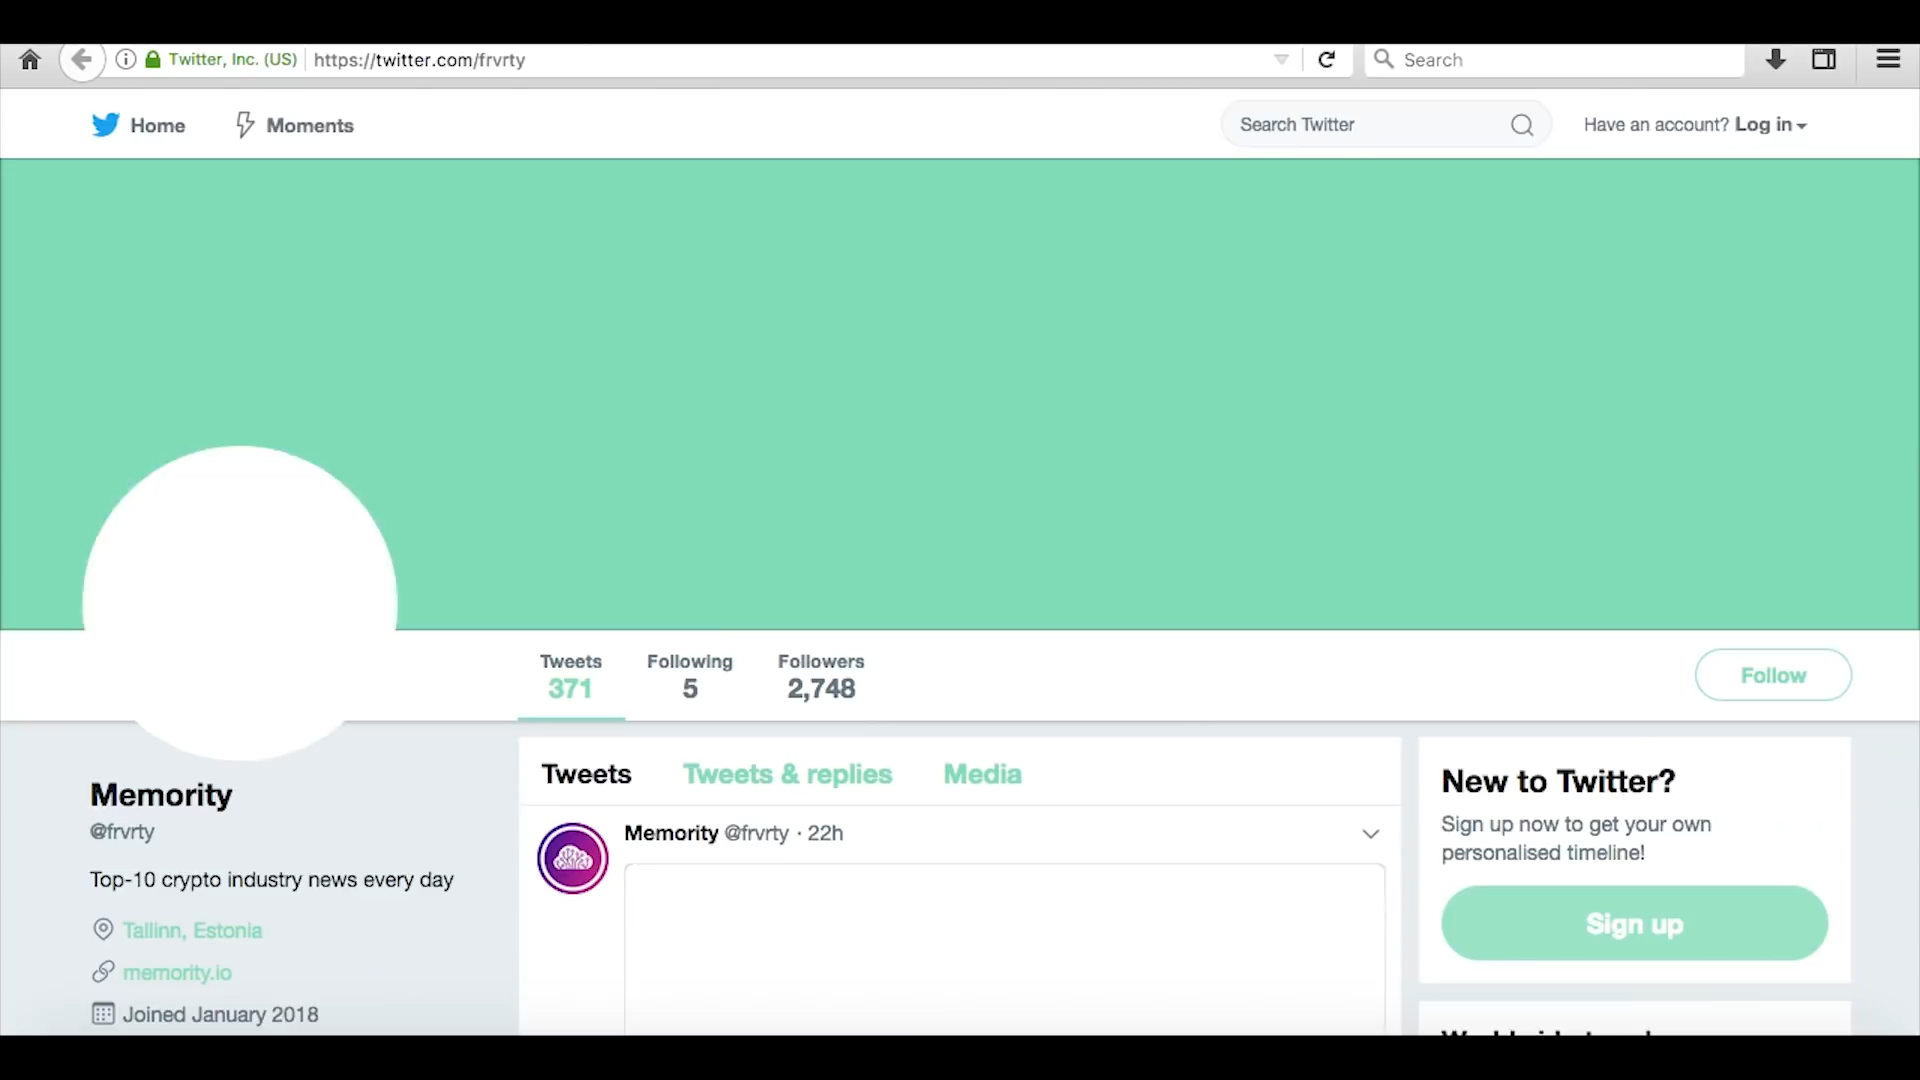 Twitter, Inc. (US)
https://twitter.com/frvrty
Search
Home
Moments
Search Twitter
Have an account? Log in
Tweets
371
Following
5
Followers
2,748
Follow
Memority
@frvrty
Top-10 crypto industry news every day
Tallinn, Estonia
memority.io
Joined January 2018
Tweets
Tweets & replies
Media
Memority @frvrty · 22h
New to Twitter?
Sign up now to get your own
personalised timeline!
Sign up